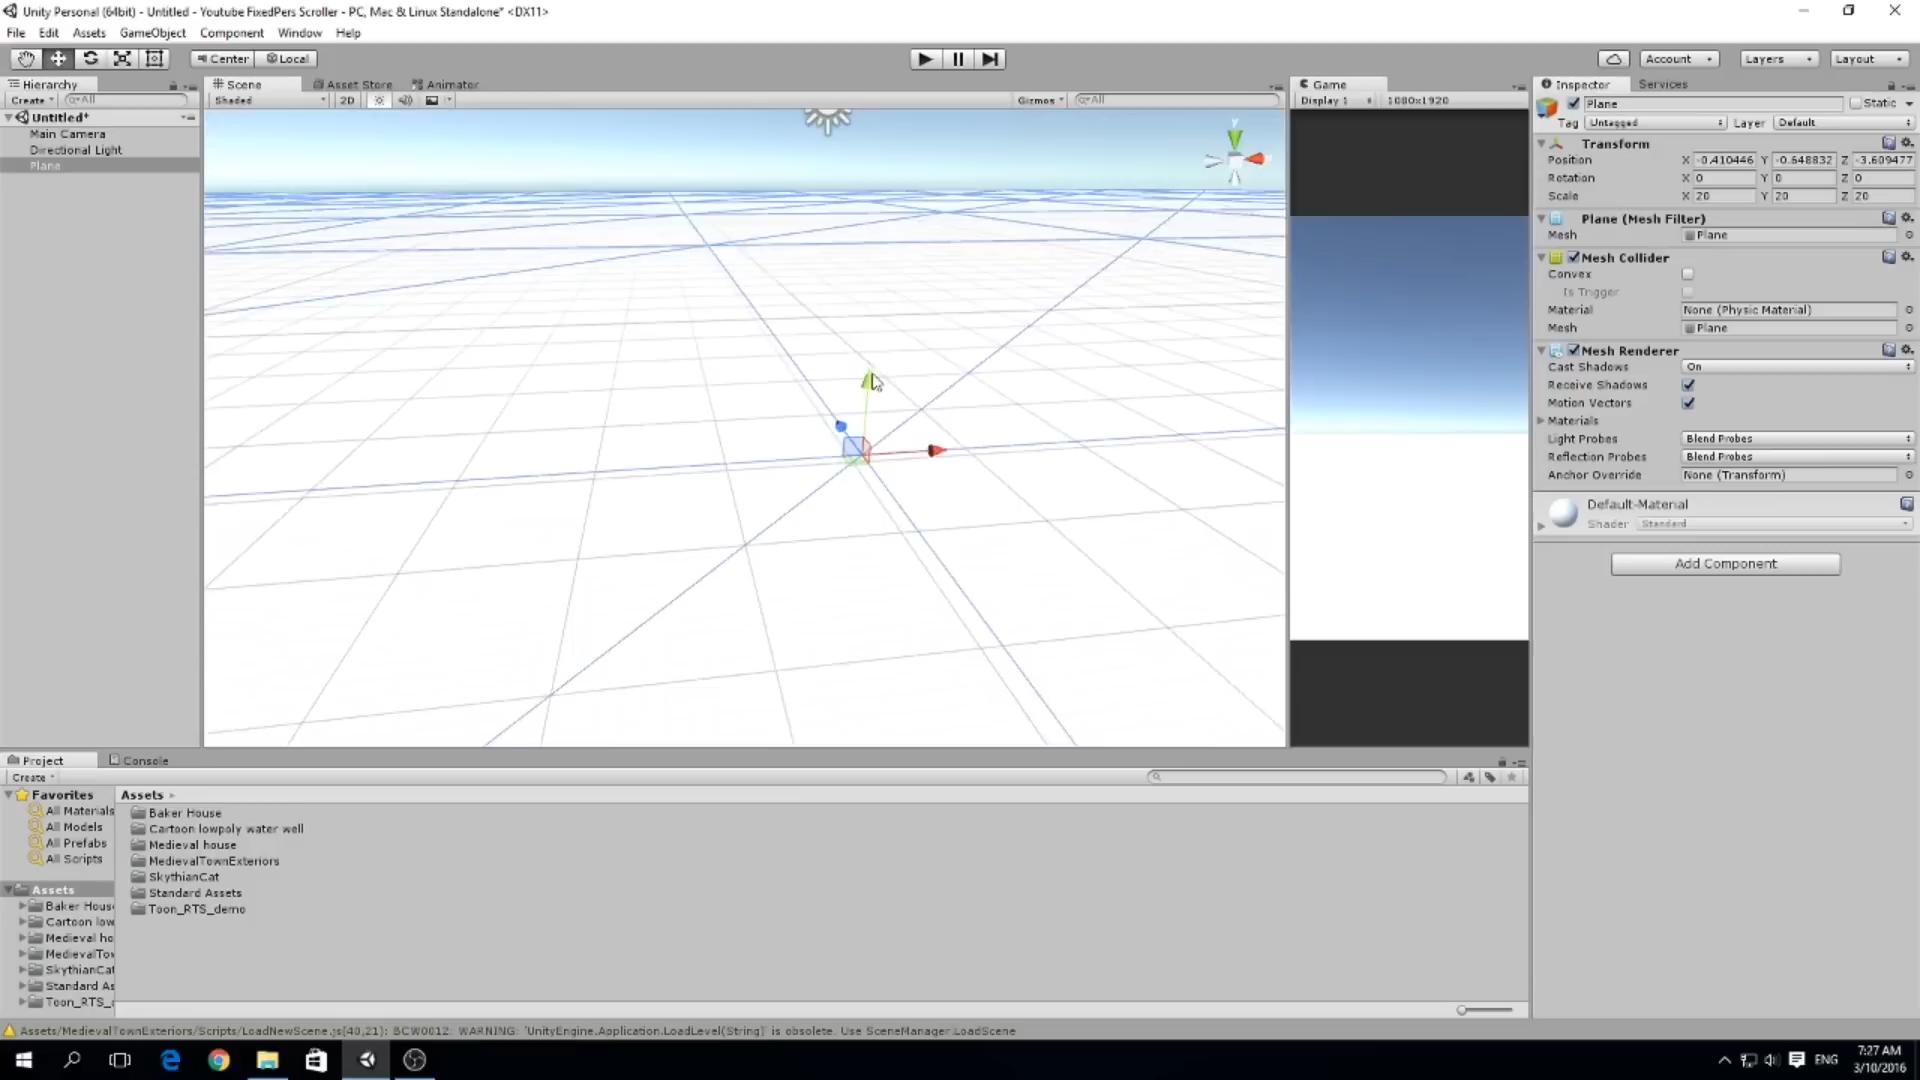 Unity Personal (64bit) - Untitled - Youtube FixedPers Scroller - PC, Mac & Linux Standalone* <DX11>
File Edit Assets GameObject Component Window Help
Center Local
Account Layers Layout
Hierarchy
Create All
Untitled*
Main Camera
Directional Light
Plane
Scene Asset Store Animator
Shaded 2D Gizmos All
y
Game
Display 1 1080x1920
Inspector Services
Plane Static
Tag Untagged Layer Default
Transform
Position X -0.410446 Y -0.648832 Z -3.609477
Rotation X 0 Y 0 Z 0
Scale X 20 Y 20 Z 20
Plane (Mesh Filter)
Mesh Plane
Mesh Collider
Convex
Is Trigger
Material None (Physic Material)
Mesh Plane
Mesh Renderer
Cast Shadows On
Receive Shadows
Motion Vectors
Materials
Light Probes Blend Probes
Reflection Probes Blend Probes
Anchor Override None (Transform)
Default-Material
Shader Standard
Add Component
Project Console
Create
Favorites
All Materials
All Models
All Prefabs
All Scripts
Assets
Baker Hous
Cartoon low
Medieval ho
MedievalTov
SkythianCat
Standard As
Toon_RTS_
Assets
Baker House
Cartoon lowpoly water well
Medieval house
MedievalTownExteriors
SkythianCat
Standard Assets
Toon_RTS_demo
Assets/MedievalTownExteriors/Scripts/LoadNewScene.js(40,21): BCW0012: WARNING: 'UnityEngine.Application.LoadLevel(String)' is obsolete. Use SceneManager.LoadScene
ENG
7:27 AM
3/10/2016